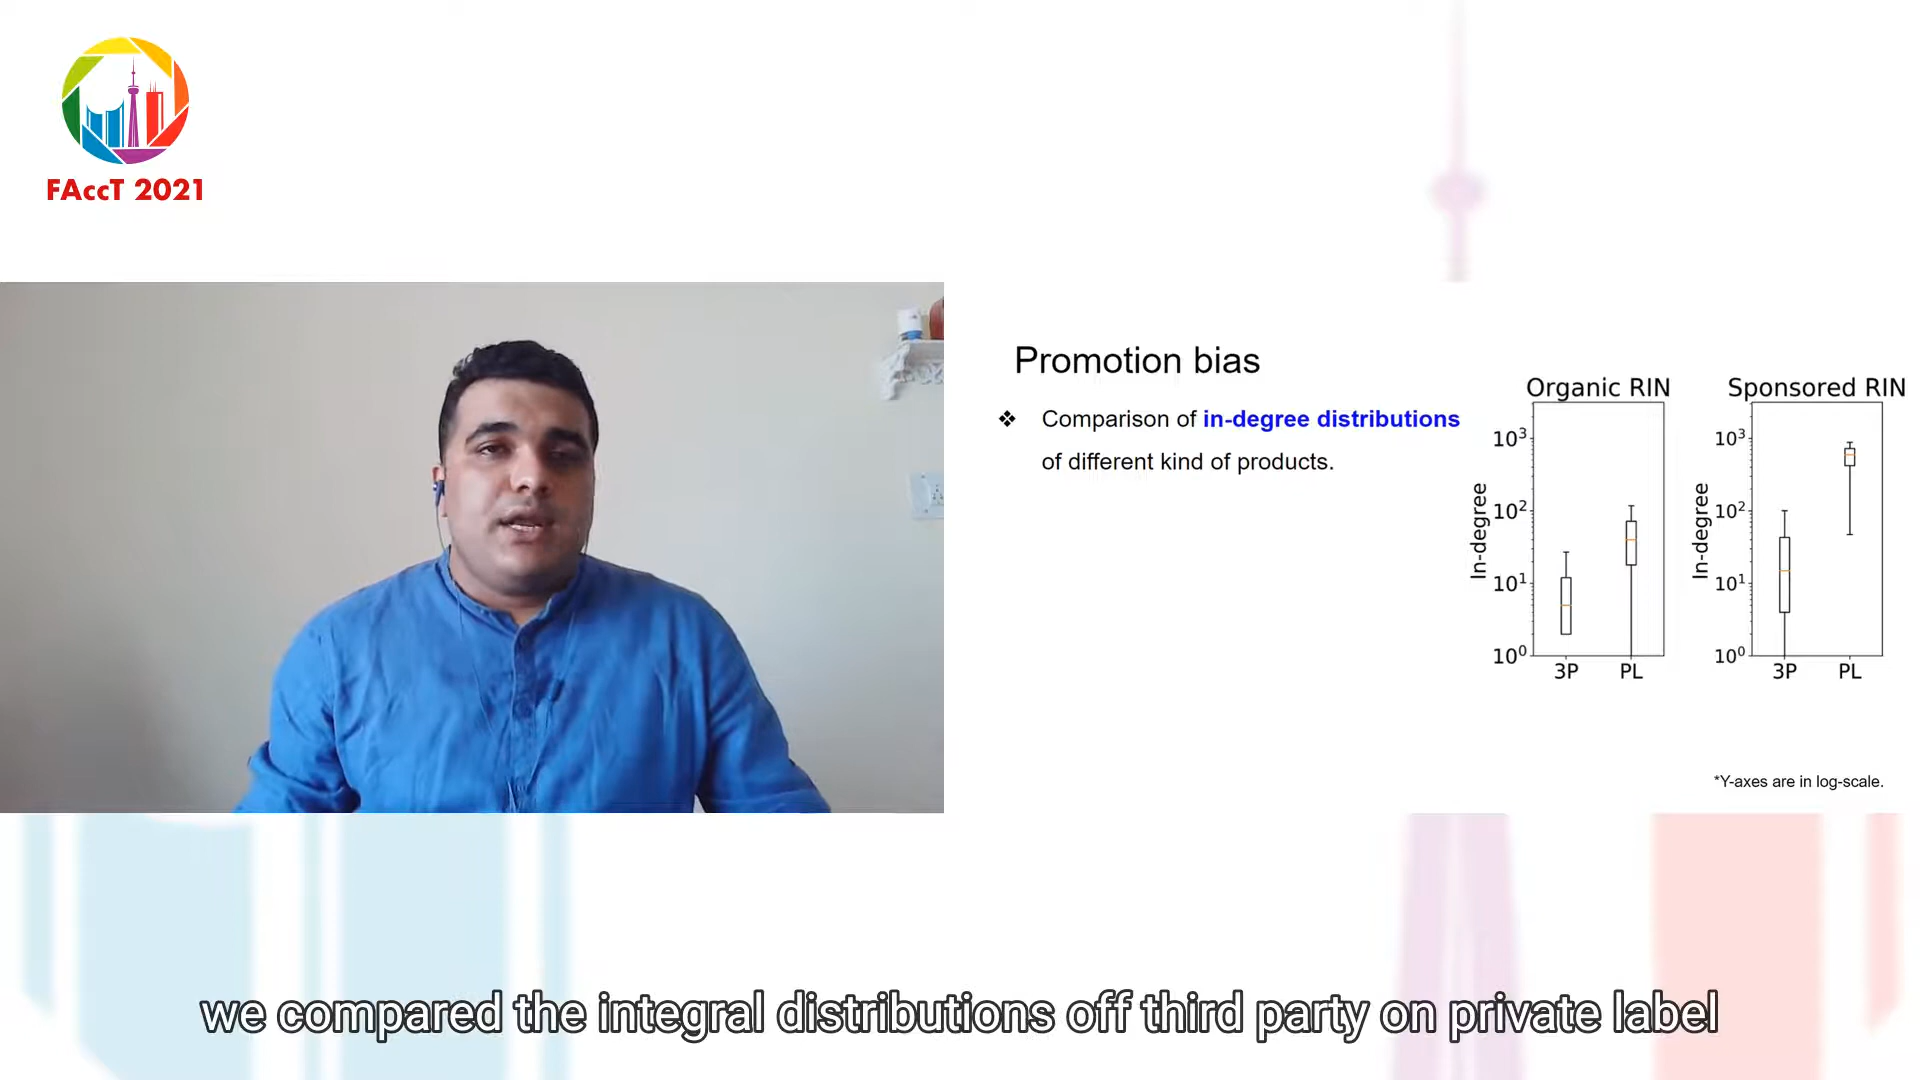 FAccT 2021
Promotion bias
❖ Comparison of in-degree distributions
of different kind of products.
Organic RIN
In-degree
10³
10²
10¹
10⁰
3P PL
Sponsored RIN
In-degree
10³
10²
10¹
10⁰
3P PL
*Y-axes are in log-scale.
we compared the integral distributions off third party on private label